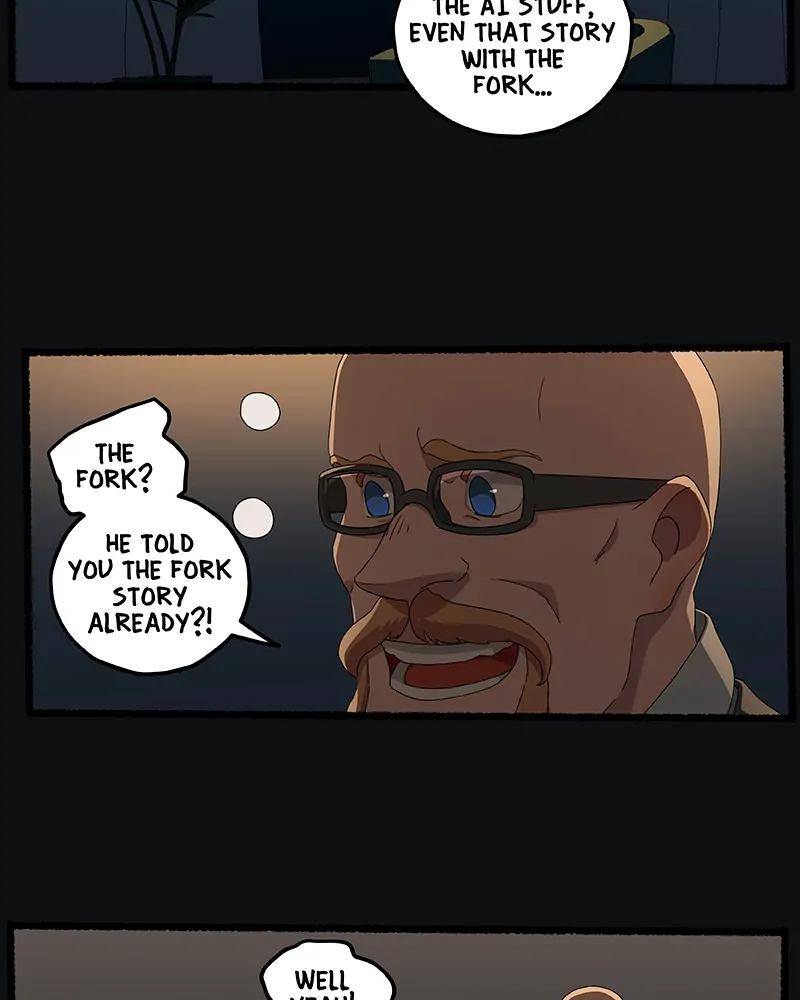 THE AI STUFF,
EVEN THAT STORY
WITH THE
FORK...
THE
FORK?
HE TOLD
YOU THE FORK
STORY
ALREADY?!
WELL
YEAH!